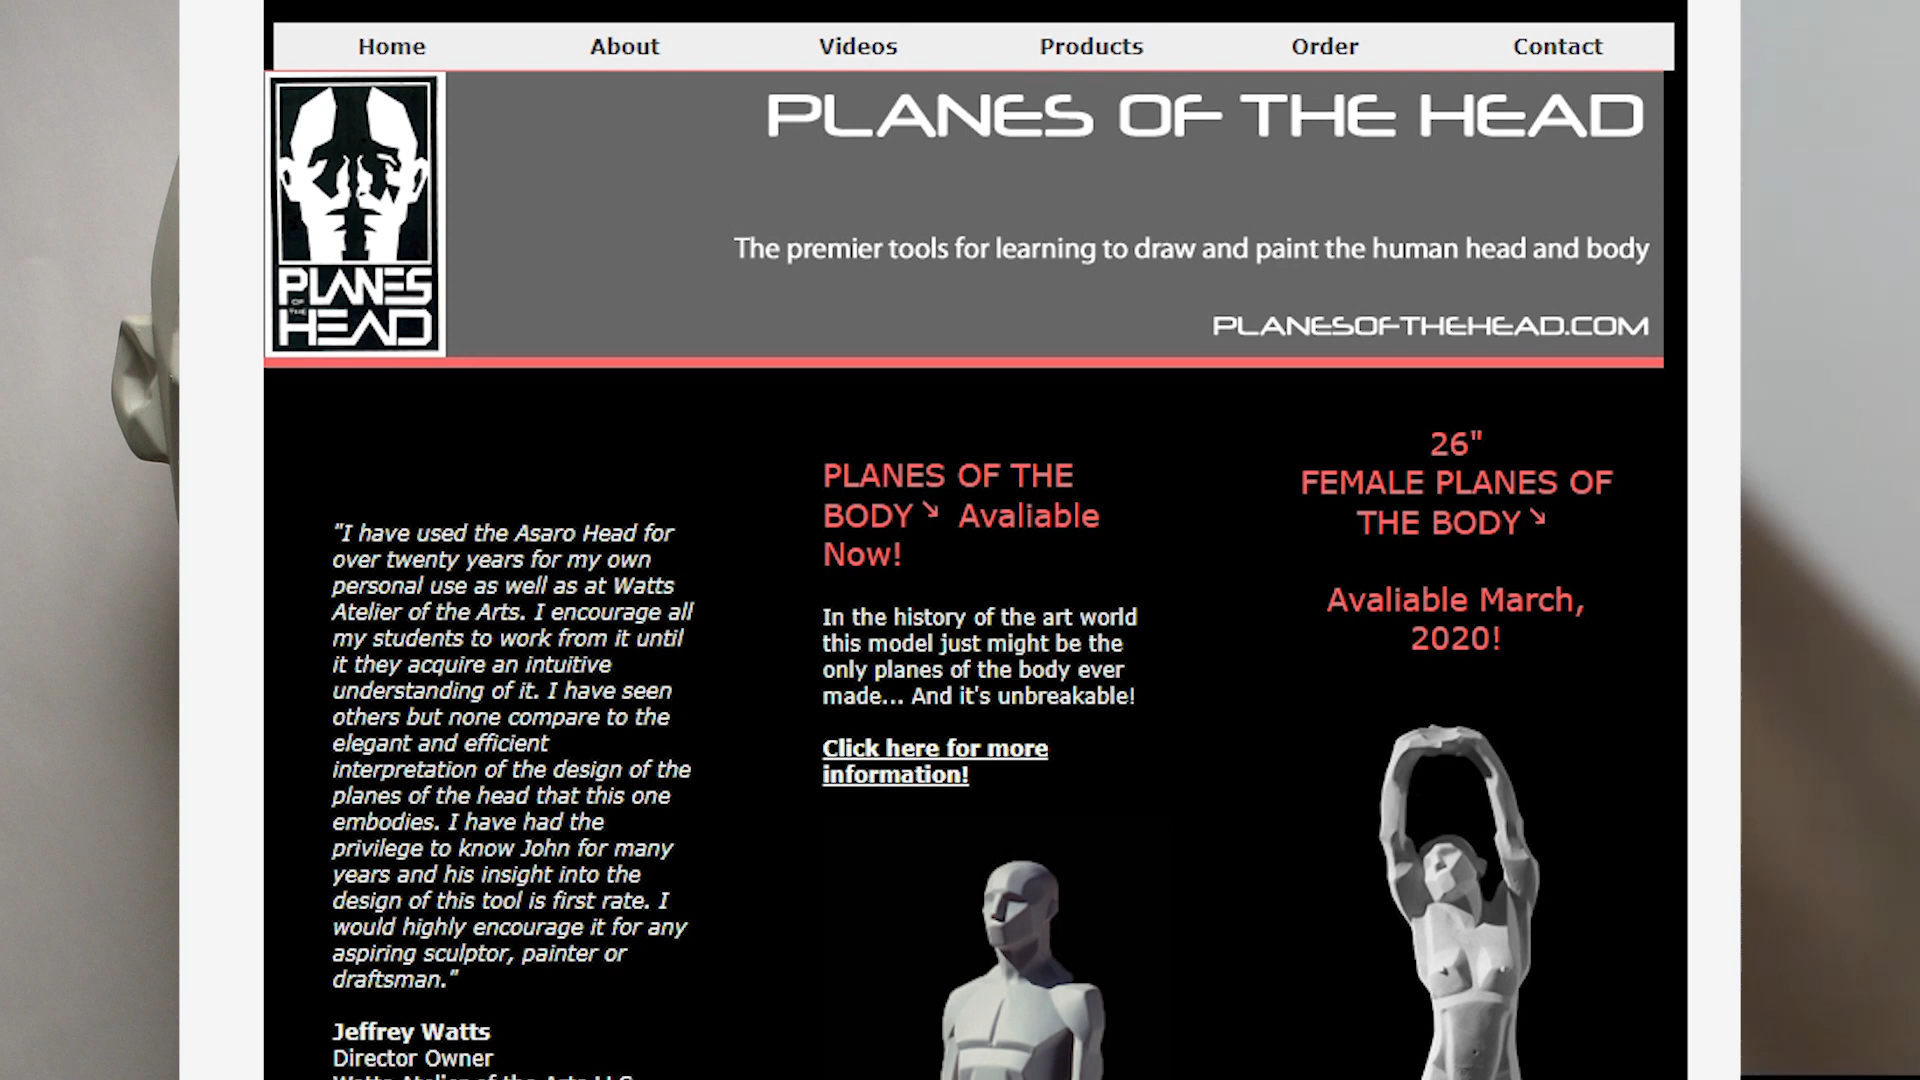 Home About Videos Products Order Contact
PLANES OF THE HEAD
The premier tools for learning to draw and paint the human head and body
PLANESOFTHEHEAD.COM
PLANES
OF
THE
HEAD
"I have used the Asaro Head for
over twenty years for my own
personal use as well as at Watts
Atelier of the Arts. I encourage all
my students to work from it until
it they acquire an intuitive
understanding of it. I have seen
others but none compare to the
elegant and efficient
interpretation of the design of the
planes of the head that this one
embodies. I have had the
privilege to know John for many
years and his insight into the
design of this tool is first rate. I
would highly encourage it for any
aspiring sculptor, painter or
draftsman."
Jeffrey Watts
Director Owner
Watts Atelier of the Arts LLC
PLANES OF THE
BODY↘ Avaliable
Now!
In the history of the art world
this model just might be the
only planes of the body ever
made... And it's unbreakable!
Click here for more
information!
26"
FEMALE PLANES OF
THE BODY↘
Avaliable March,
2020!